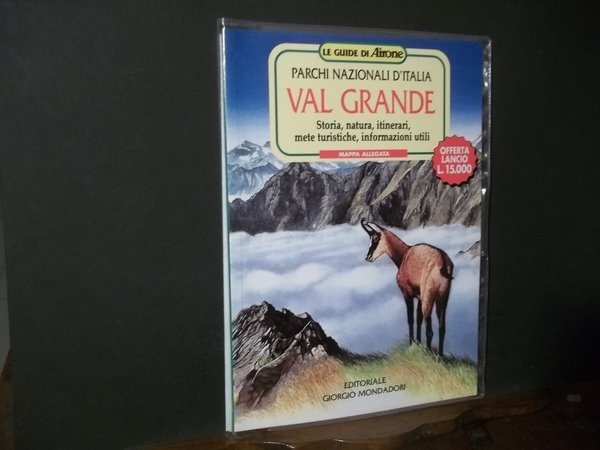 LE GUIDE DI Airone
PARCHI NAZIONALI D'ITALIA
VAL GRANDE
Storia, natura, itinerari,
mete turistiche, informazioni utili
MAPPA ALLEGATA
OFFERTA
LANCIO
L. 15.000
EDITORIALE
GIORGIO MONDADORI